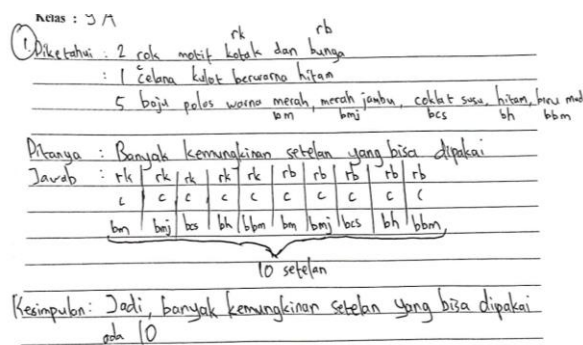 Kelas : 9A
rk rb
1. Diketahui : 2 rok motif kotak dan bunga
: 1 celana kulot berwarna hitam
5 baju polos warna merah, merah jambu, coklat susu, hitam, biru
bm bmj bcs bh bbm
Ditanya : Banyak kemungkinan setelan yang bisa dipakai
Jawab : rk | rk | rk | rk | rk | rb | rb | rb | rb | rb
c | c | c | c | c | c | c | c | c | c
bm | bmj | bcs | bh | bbm | bm | bmj | bcs | bh | bbm
10 setelan
Kesimpulan : Jadi, banyak kemungkinan setelan yang bisa dipakai
ada 10